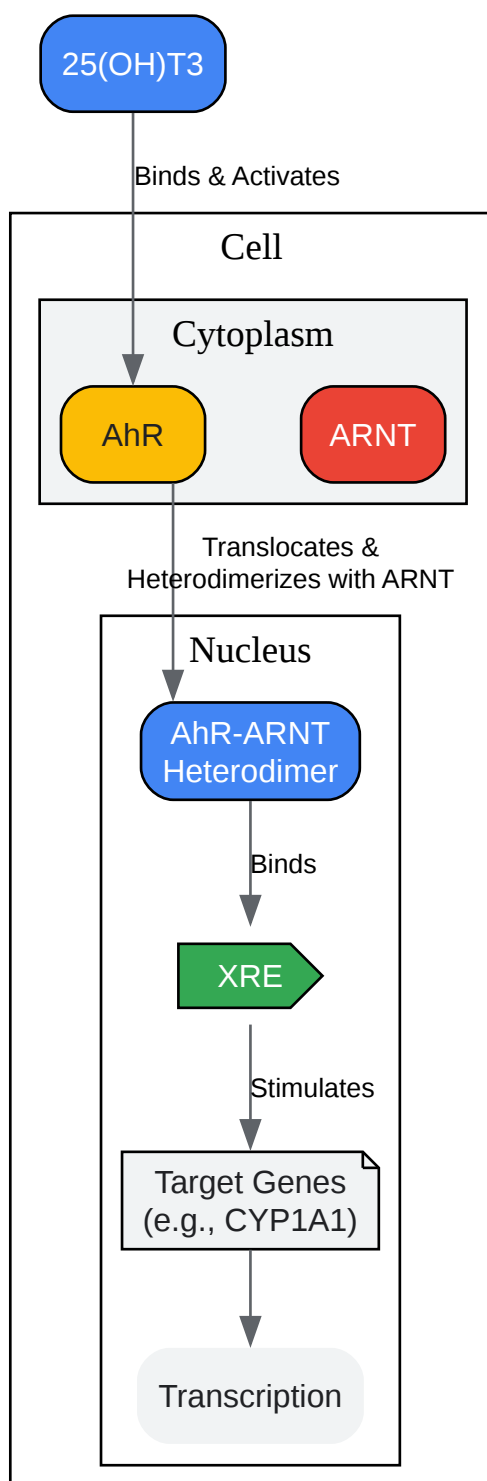 25(OH)T3
Binds & Activates
Cell
Cytoplasm
AhR
ARNT
Translocates &
Heterodimerizes with ARNT
Nucleus
AhR-ARNT
Heterodimer
Binds
XRE
Stimulates
Target Genes
(e.g., CYP1A1)
Transcription